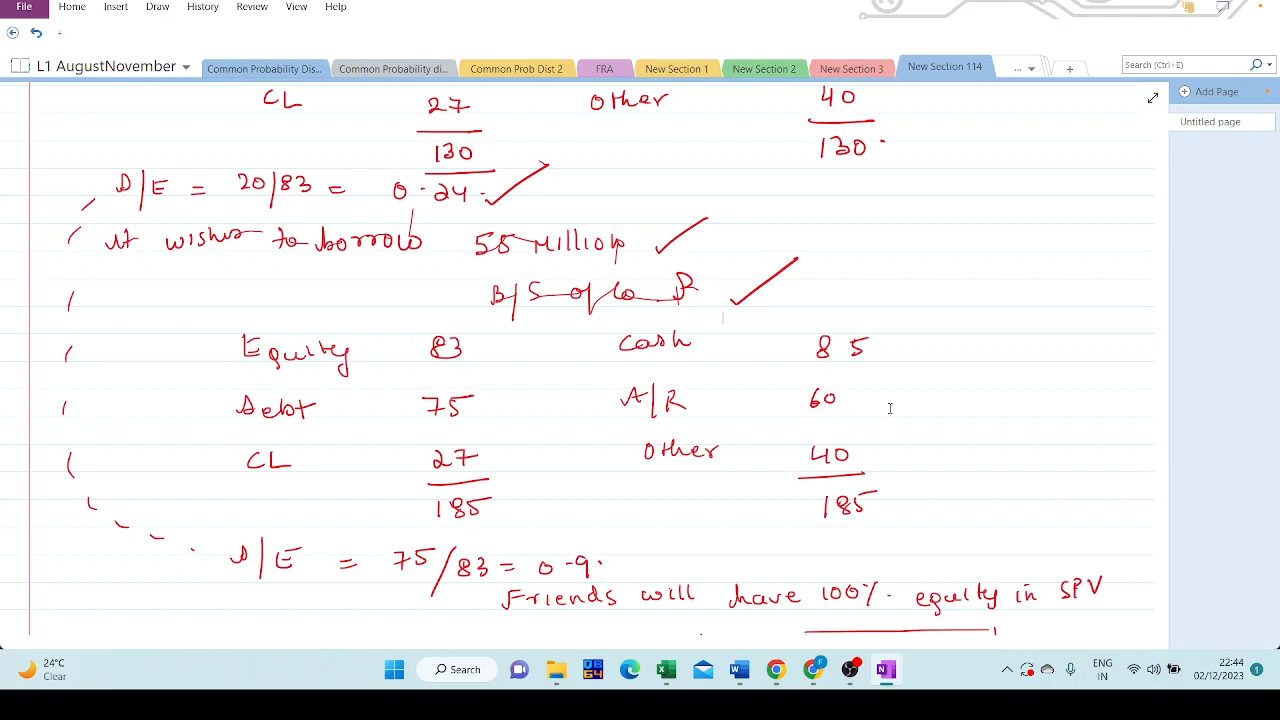 File Home Insert Draw History Review View Help
L1 AugustNovember Common Probability Dis... Common Probability di... Common Prob Dist 2 FRA New Section 1 New Section 2 New Section 3 New Section 114 ... + Search (Ctrl+E)
Add Page
Untitled page
CL 27 Other 40
130 130
D/E = 20/83 = 0.24.
It wishes to borrow 55 Million
B/S of Co R
Equity 83 Cash 85
Debt 75 A/R 60
CL 27 Other 40
185 185
D/E = 75/83 = 0.9.
Friends will have 100% equity in SPV
24°C
Clear
Search
ENG
IN
22:44
02/12/2023